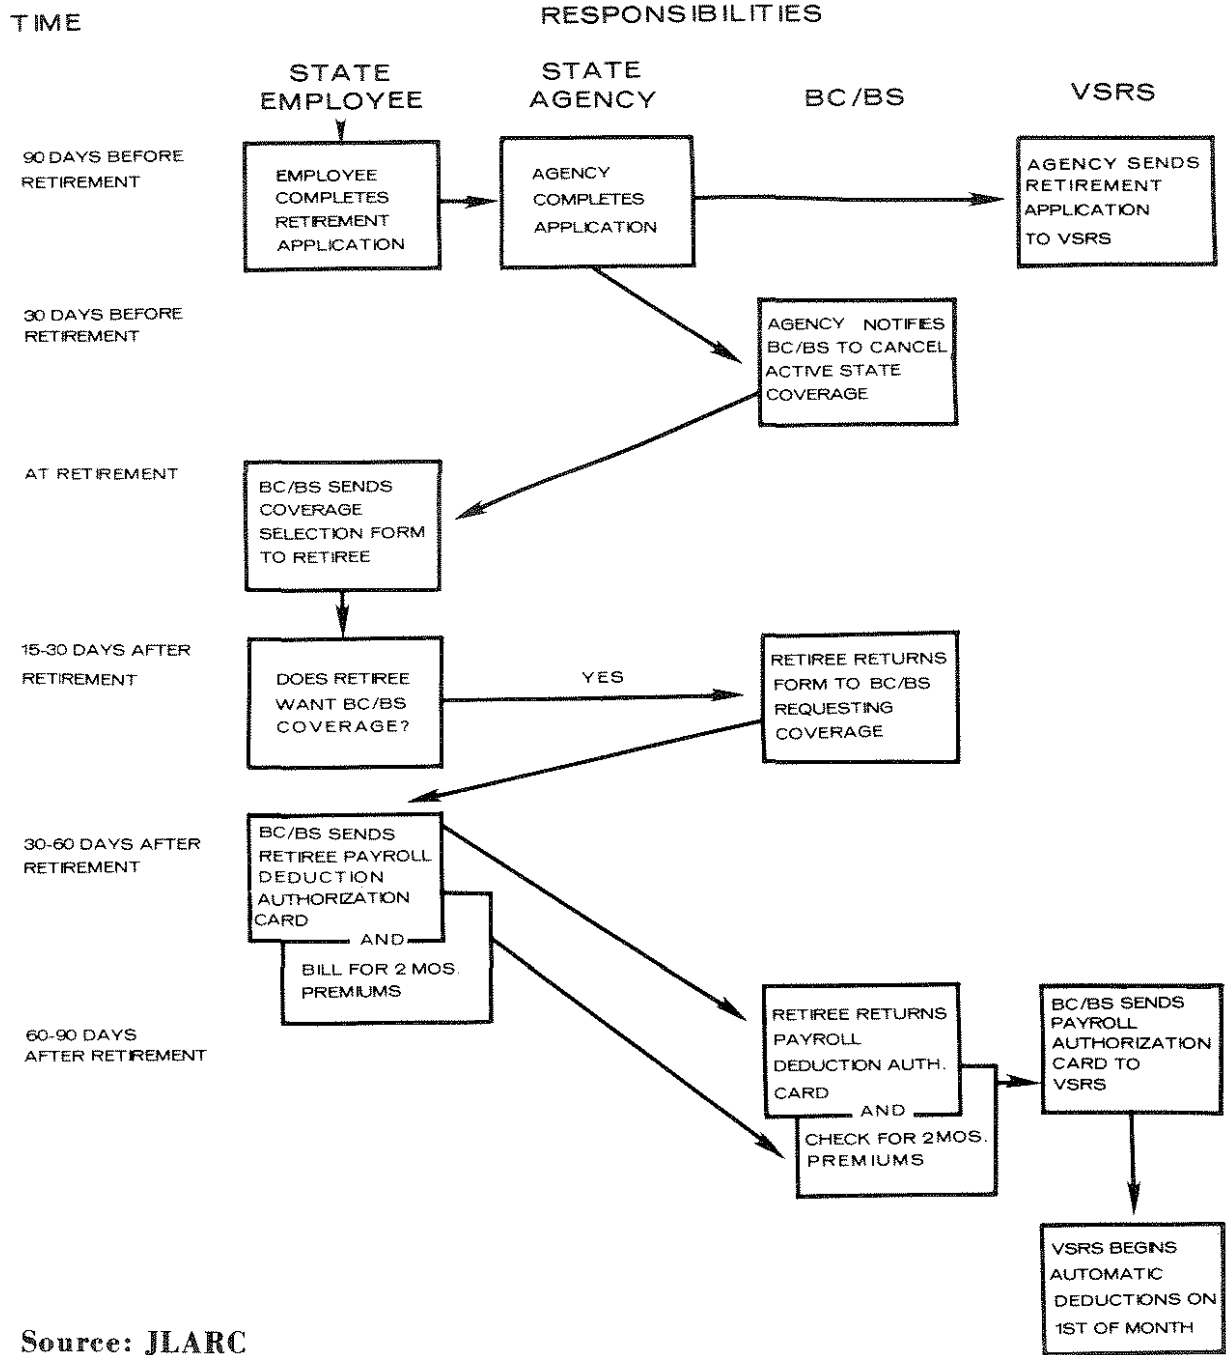 TIME
RESPONSIBILITIES
STATE
EMPLOYEE
STATE
AGENCY
BC/BS
VSRS
90 DAYS BEFORE
RETIREMENT
EMPLOYEE
COMPLETES
RETIREMENT
APPLICATION
AGENCY
COMPLETES
APPLICATION
AGENCY SENDS
RETIREMENT
APPLICATION
TO VSRS
30 DAYS BEFORE
RETIREMENT
AGENCY NOTIFIES
BC/BS TO CANCEL
ACTIVE STATE
COVERAGE
AT RETIREMENT
BC/BS SENDS
COVERAGE
SELECTION FORM
TO RETIREE
15-30 DAYS AFTER
RETIREMENT
DOES RETIREE
WANT BC/BS
COVERAGE?
YES
RETIREE RETURNS
FORM TO BC/BS
REQUESTING
COVERAGE
30-60 DAYS AFTER
RETIREMENT
BC/BS SENDS
RETIREE PAYROLL
DEDUCTION
AUTHORIZATION
CARD
AND
BILL FOR 2 MOS.
PREMIUMS
60-90 DAYS
AFTER RETIREMENT
RETIREE RETURNS
PAYROLL
DEDUCTION AUTH.
CARD
AND
CHECK FOR 2MOS.
PREMIUMS
BC/BS SENDS
PAYROLL
AUTHORIZATION
CARD TO
VSRS
VSRS BEGINS
AUTOMATIC
DEDUCTIONS ON
1ST OF MONTH
Source: JLARC